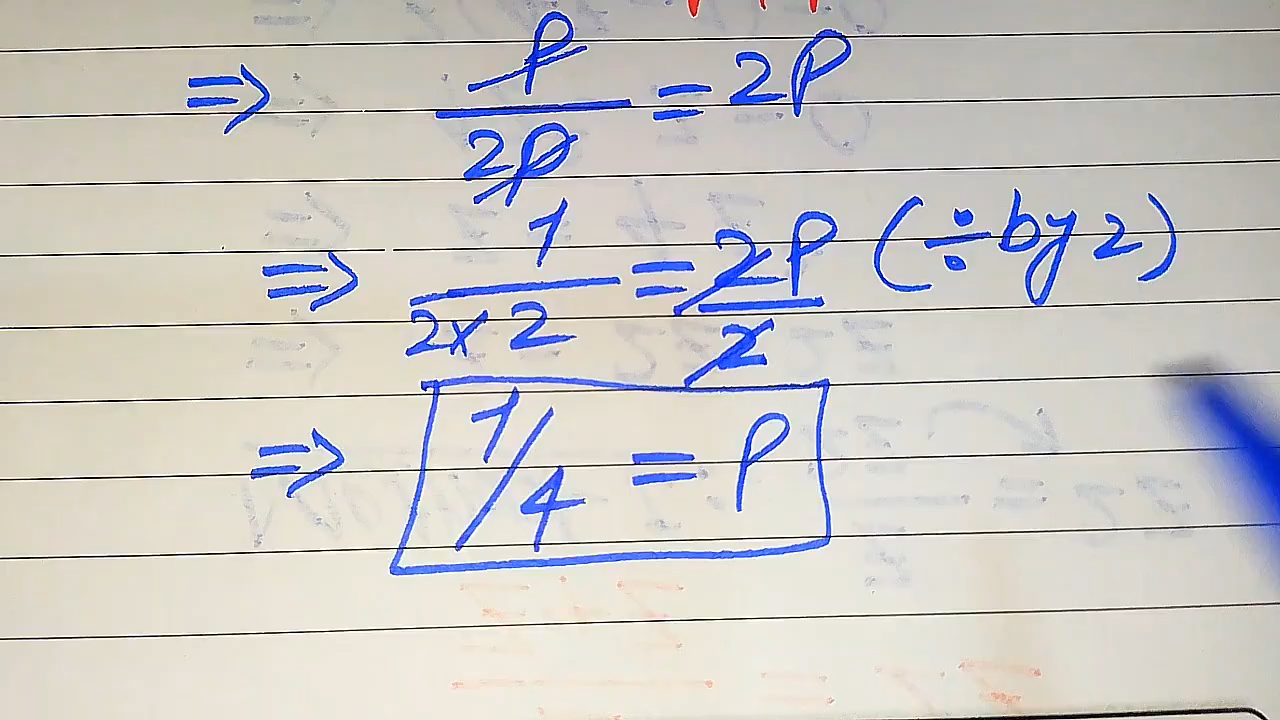 ⇒ P/2P = 2P
⇒ 1/(2×2) = 2P/2 (÷ by 2)
⇒ 1/4 = P